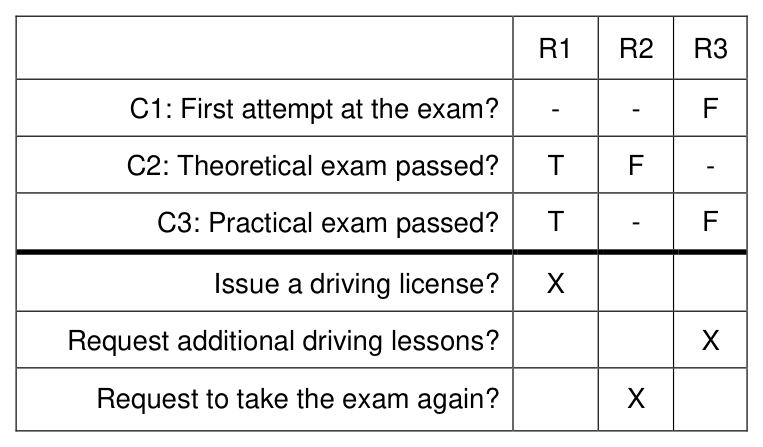 R1 R2 R3
C1: First attempt at the exam? - - F
C2: Theoretical exam passed? T F -
C3: Practical exam passed? T - F
Issue a driving license? X
Request additional driving lessons? X
Request to take the exam again? X